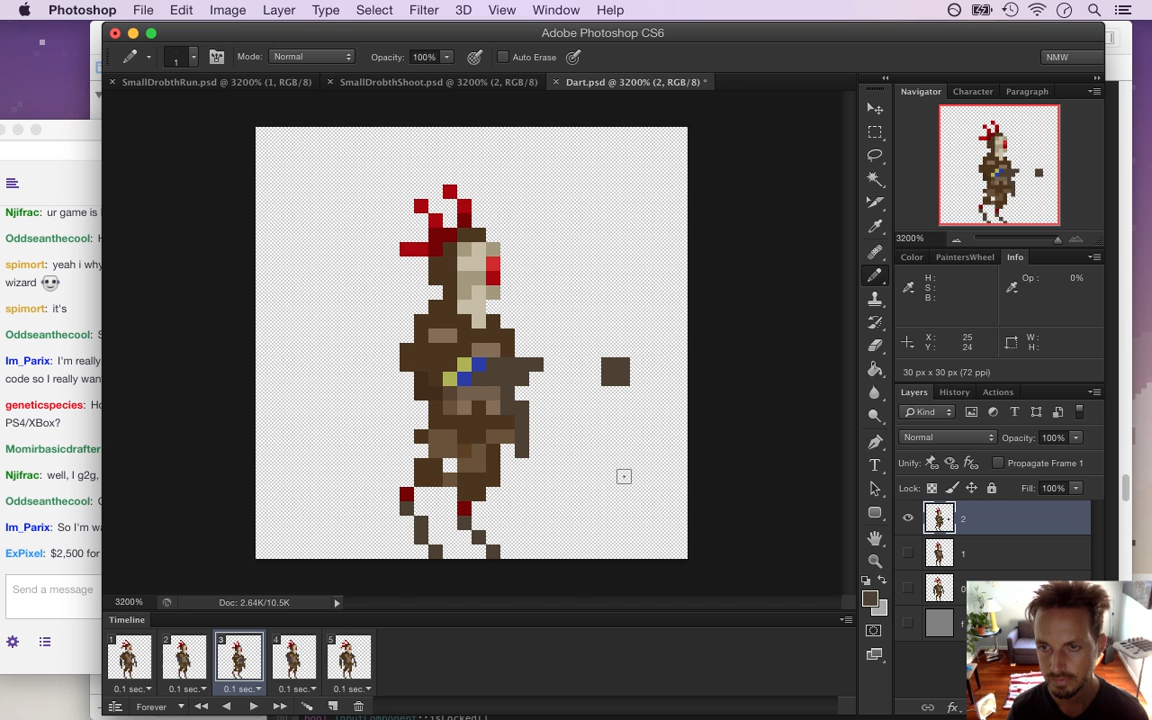 Photoshop File Edit Image Layer Type Select Filter 3D View Window Help
Adobe Photoshop CS6
1 Mode: Normal Opacity: 100% Auto Erase NMW
SmallDrobthRun.psd @ 3200% (1, RGB/8) SmallDrobthShoot.psd @ 3200% (2, RGB/8) Dart.psd @ 3200% (2, RGB/8) *
Navigator Character Paragraph
3200%
Color PaintersWheel Info
H: Op: 0%
S:
B:
X: 25 W:
Y: 24 H:
30 px x 30 px (72 ppi)
Layers History Actions
Kind
Normal Opacity: 100%
Unify: Propagate Frame 1
Lock: Fill: 100%
2
1
0
f
Njifrac: ur game is
Oddseanthecool: H
spimort: yeah i why
wizard
spimort: it's
Oddseanthecool: S
Im_Parix: I'm really
code so I really wan
geneticspecies: Ho
PS4/XBox?
Momirbasicdrafter
Njifrac: well, I g2g,
Oddseanthecool: C
Im_Parix: So I'm wa
ExPixel: $2,500 for
Send a message
3200% Doc: 2.64K/10.5K
Timeline
1 2 3 4 5
0.1 sec. 0.1 sec. 0.1 sec. 0.1 sec. 0.1 sec.
Forever
bool InputComponent::isLocked()